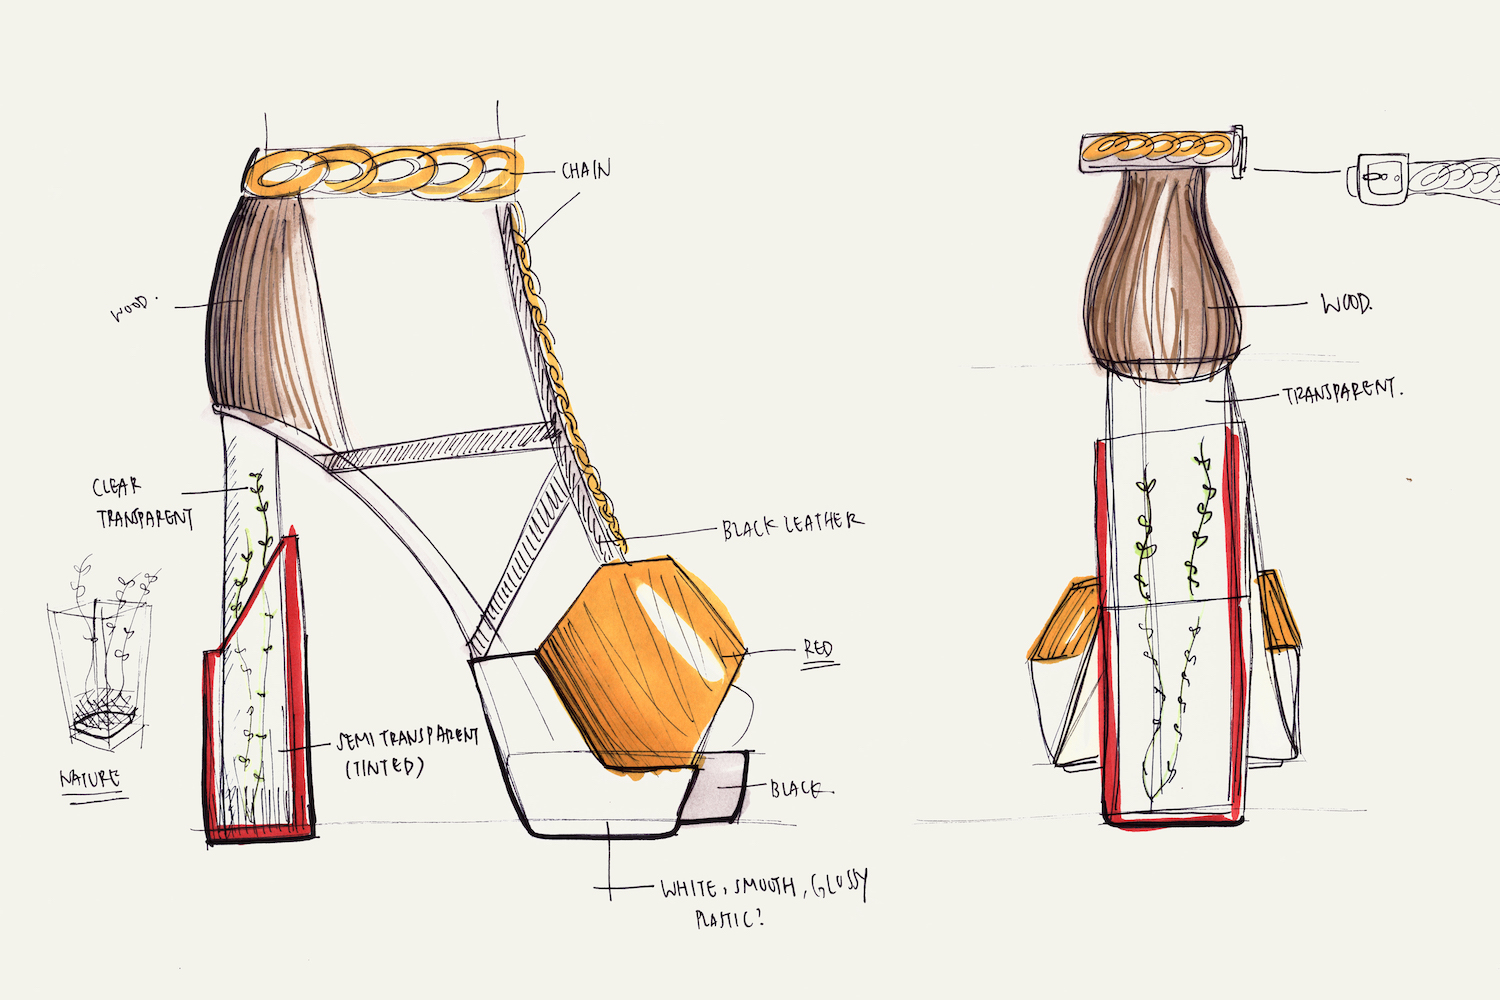 CHAIN
WOOD.
CLEAR
TRANSPARENT
NATURE
SEMI TRANSPARENT
(TINTED)
BLACK LEATHER
RED
BLACK
WHITE, SMOOTH, GLOSSY
PLASTIC?
WOOD.
TRANSPARENT.